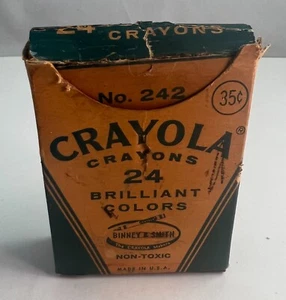 24
CRAYONS
No. 242
35¢
CRAYOLA®
CRAYONS
24
BRILLIANT
COLORS
BINNEY & SMITH
NON-TOXIC
MADE IN U.S.A.